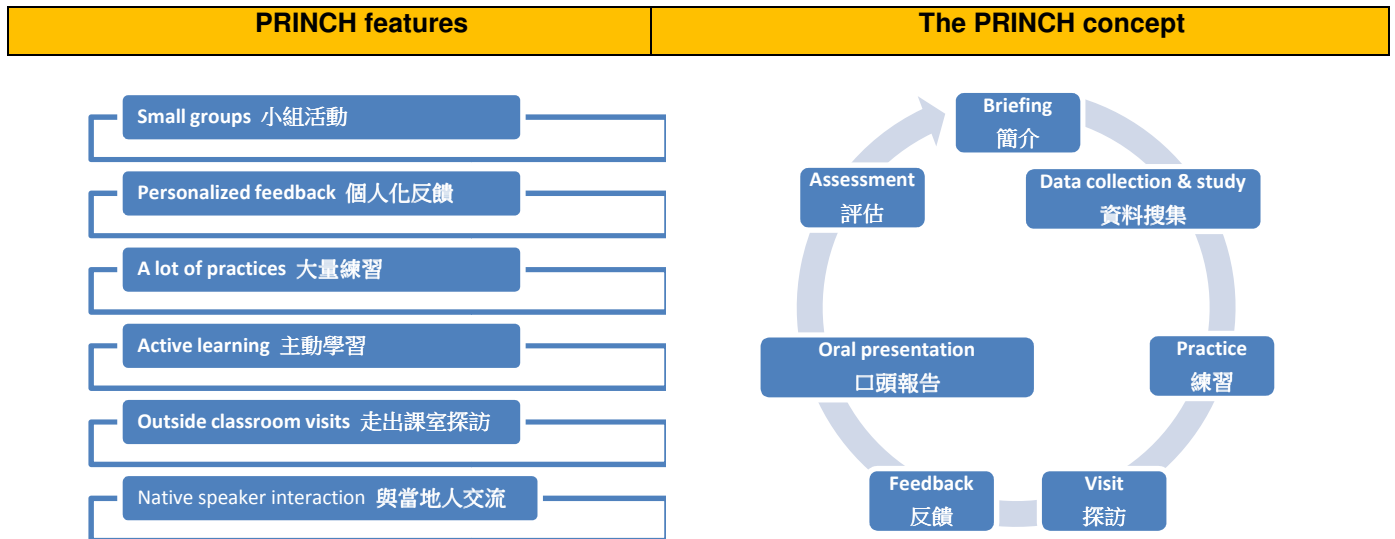 PRINCH features
The PRINCH concept
Small groups 小組活動
Personalized feedback 個人化反饋
A lot of practices 大量練習
Active learning 主動學習
Outside classroom visits 走出課室探訪
Native speaker interaction 與當地人交流
Briefing
簡介
Data collection & study
資料搜集
Practice
練習
Visit
探訪
Feedback
反饋
Oral presentation
口頭報告
Assessment
評估